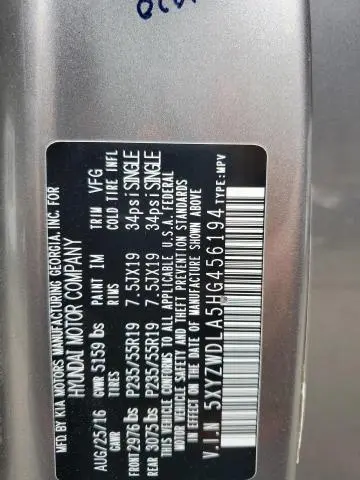 MFD. BY KIA MOTORS MANUFACTURING GEORGIA, INC. FOR
HYUNDAI MOTOR COMPANY
AUG/25/16 GVWR 5159 lbs PAINT IM TRIM VFG
GAWR TIRES RIMS COLD TIRE INFL
FRONT 2976 lbs P235/55R19 7.5JX19 34psi SINGLE
REAR 3075 lbs P235/55R19 7.5JX19 34psi SINGLE
THIS VEHICLE CONFORMS TO ALL APPLICABLE U.S.A. FEDERAL
MOTOR VEHICLE SAFETY BUMPER, AND THEFT PREVENTION STANDARDS
IN EFFECT ON THE DATE OF MANUFACTURE SHOWN ABOVE.
V.I.N 5XYZWDLA5HG456194 TYPE:MPV